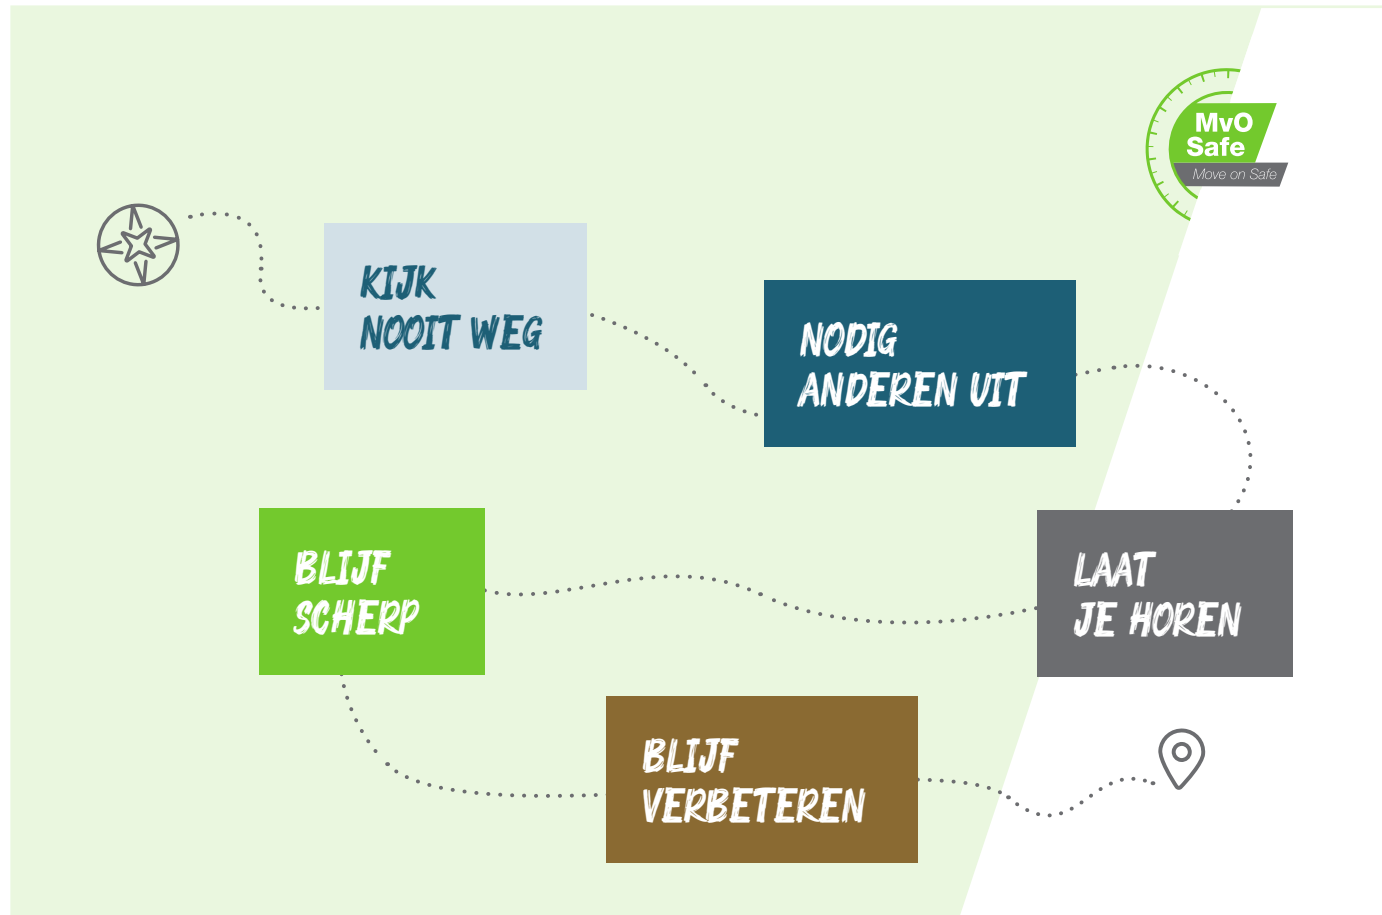 MvO
Safe
Move on Safe
KIJK
NOOIT WEG
NODIG
ANDEREN UIT
LAAT
JE HOREN
BLIJF
SCHERP
BLIJF
VERBETEREN